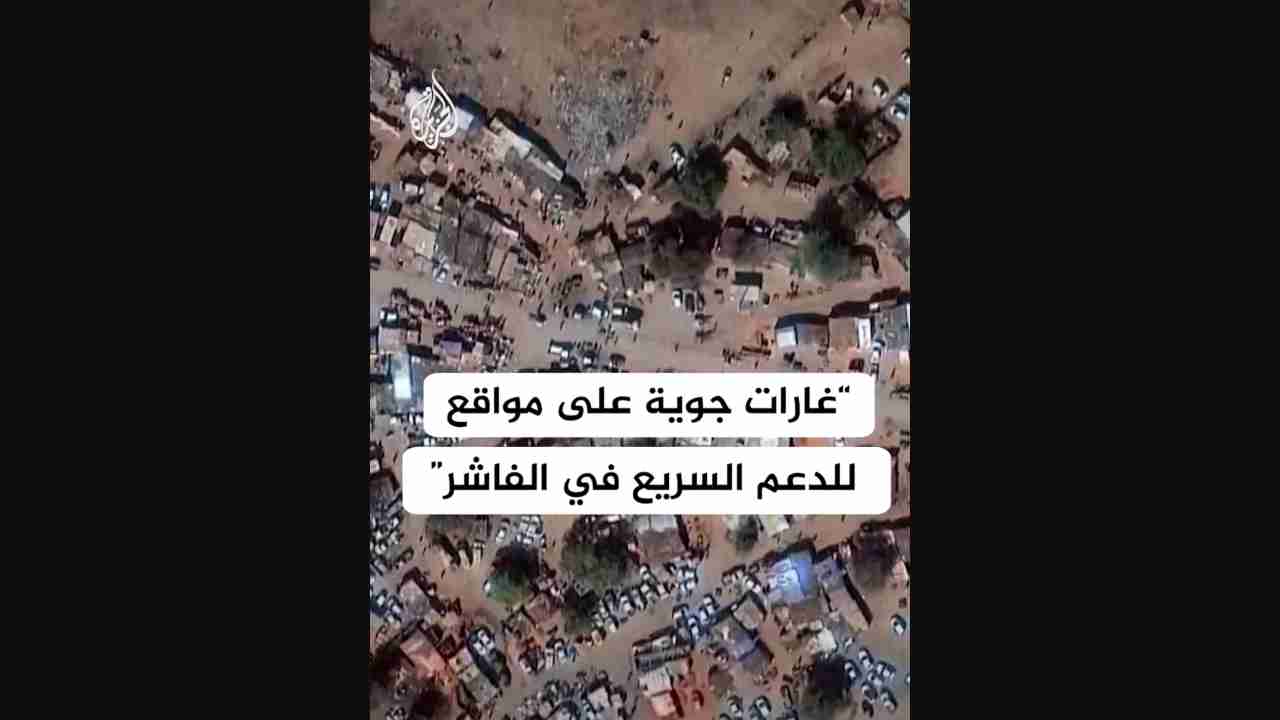 “غارات جوية على مواقع
للدعم السريع في الفاشر”